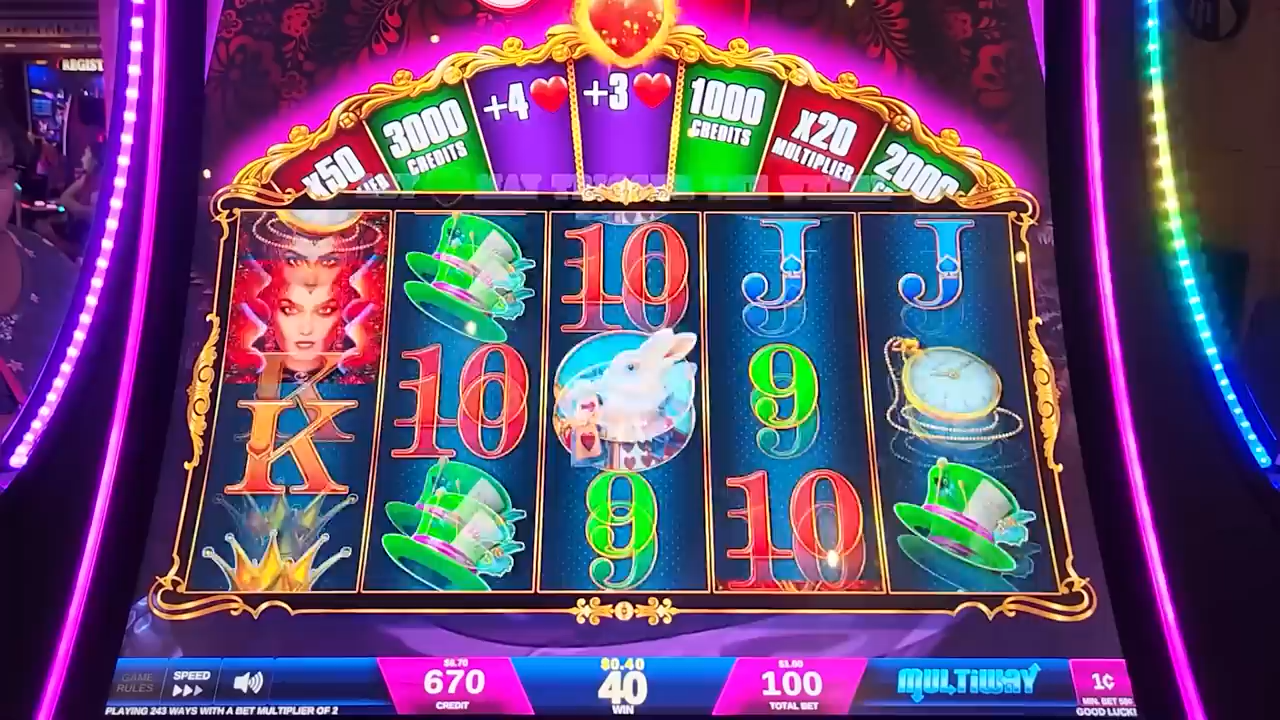 REGIST
+4
+3
3000
CREDITS
1000
CREDITS
x50
x20
MULTIPLIER
2000
10
J
J
10
9
K
9
10
GAME
RULES
SPEED
$6.70
670
CREDIT
$0.40
40
WIN
$1.00
100
TOTAL BET
MULTIWAY
1¢
GOOD LUCK!
PLAYING 243 WAYS WITH A BET MULTIPLIER OF 2